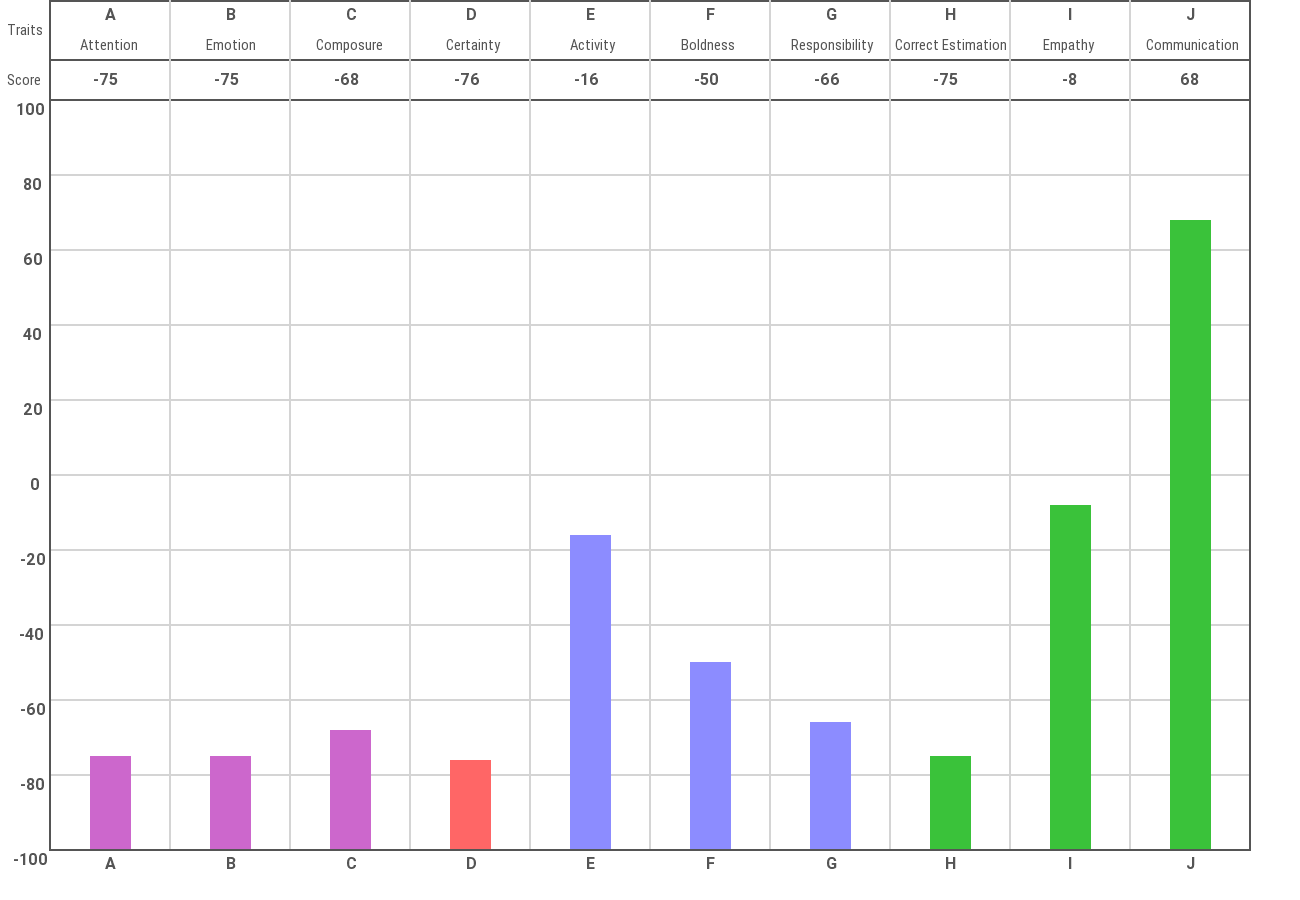 A B C D E F G H I J
Traits
Attention Emotion Composure Certainty Activity Boldness Responsibility Correct Estimation Empathy Communication
Score -75 -75 -68 -76 -16 -50 -66 -75 -8 68
100
80
60
40
20
0
-20
-40
-60
-80
-100
A B C D E F G H I J